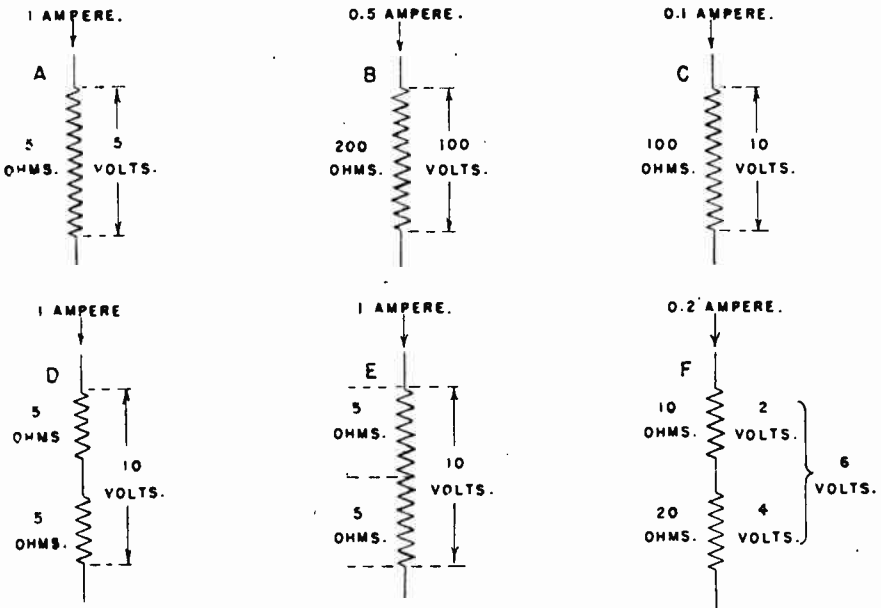 1 AMPERE.
A
5
OHMS.
5
VOLTS.
0.5 AMPERE.
B
200
OHMS.
100
VOLTS.
0.1 AMPERE.
C
100
OHMS.
10
VOLTS.
1 AMPERE
D
5
OHMS
5
OHMS.
10
VOLTS.
1 AMPERE.
E
5
OHMS.
5
OHMS.
10
VOLTS.
0.2 AMPERE.
F
10
OHMS.
2
VOLTS.
20
OHMS.
4
VOLTS.
6
VOLTS.